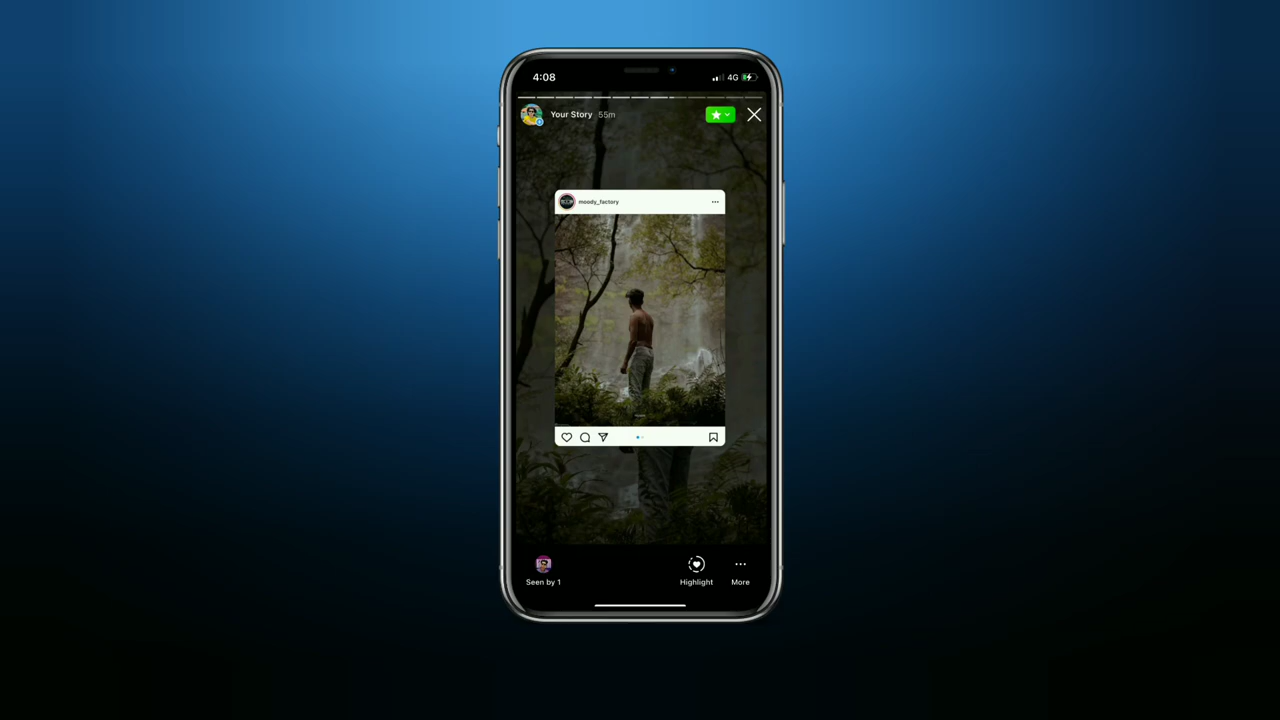 4:08
4G
Your Story 55m
moody_factory
Seen by 1
Highlight
More